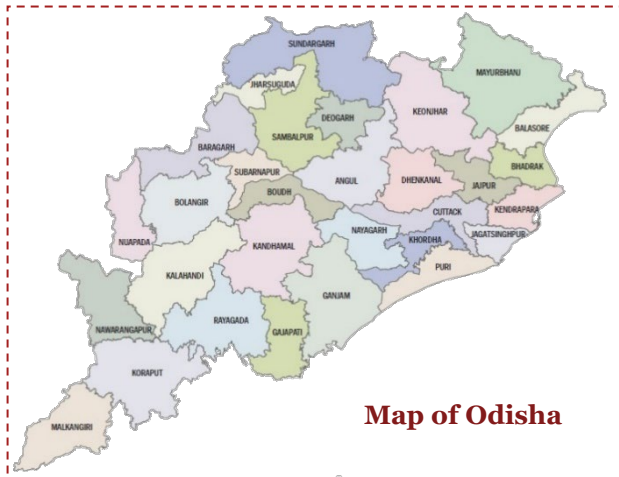 SUNDARGARH
MAYURBHANJ
JHARSUGUDA
KEONJHAR
DEOGARH
SAMBALPUR
BALASORE
BARAGARH
BHADRAK
SUBARNAPUR
ANGUL
DHENKANAL
JAJPUR
BOUDH
BOLANGIR
KENDRAPARA
CUTTACK
NUAPADA
NAYAGARH
JAGATSINGHPUR
KHORDHA
KANDHAMAL
PURI
KALAHANDI
GANJAM
RAYAGADA
NAWARANGAPUR
GAJAPATI
KORAPUT
Map of Odisha
MALKANGIRI